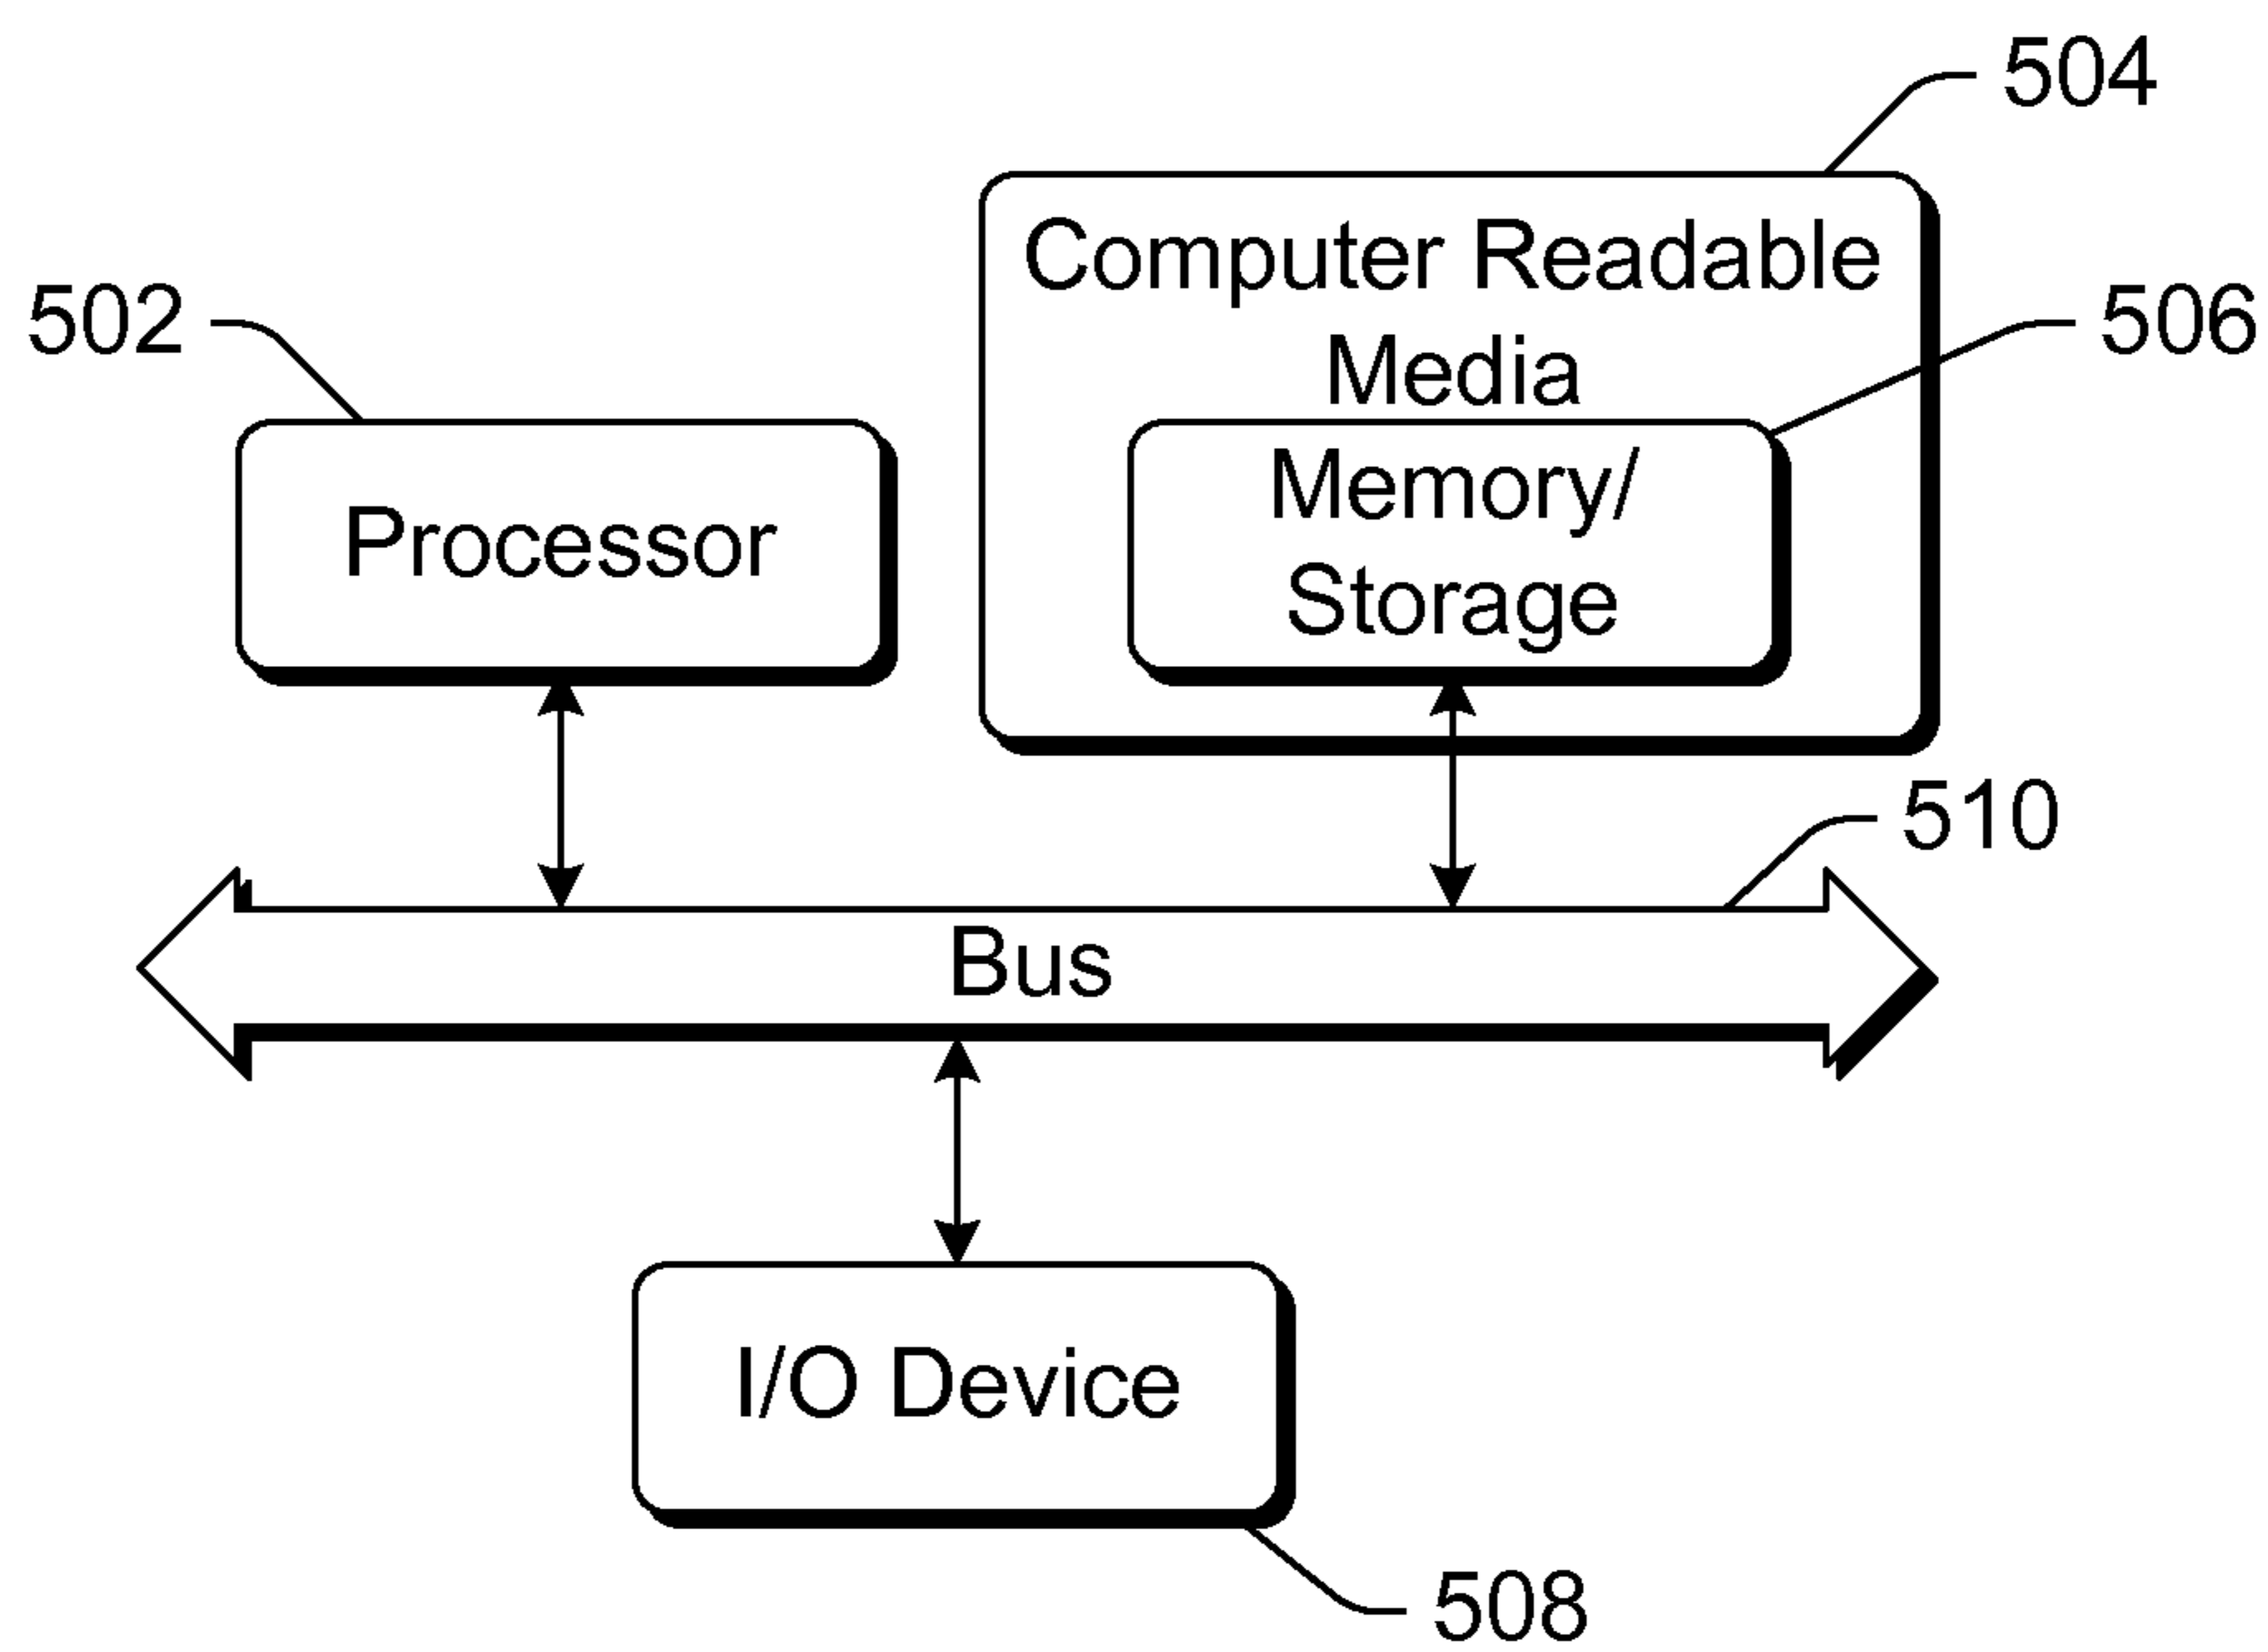 504
Computer Readable
Media
502
506
Memory/
Storage
Processor
510
Bus
I/O Device
508